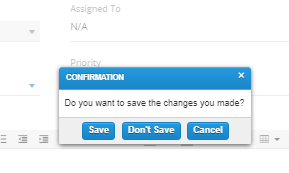 Assigned To
N/A
Priority
CONFIRMATION
Do you want to save the changes you made?
Save Don't Save Cancel